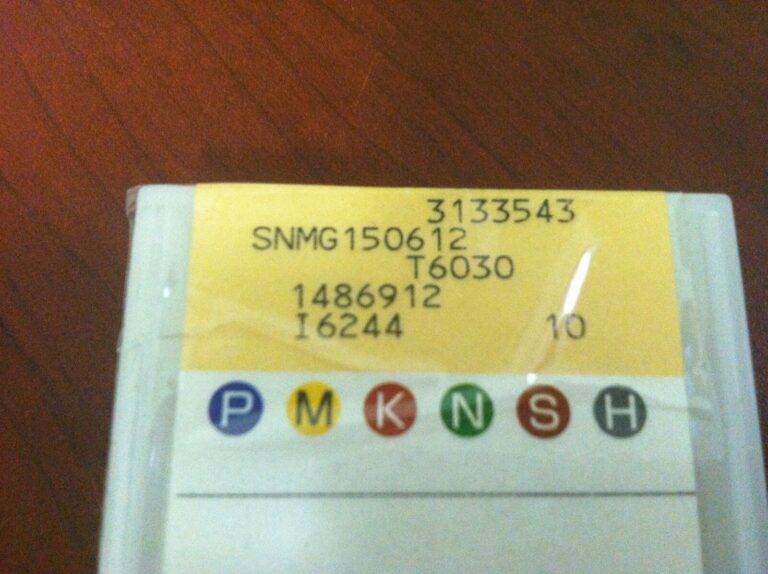 3133543
SNMG150612
T6030
1486912
I6244 10
P M K N S H